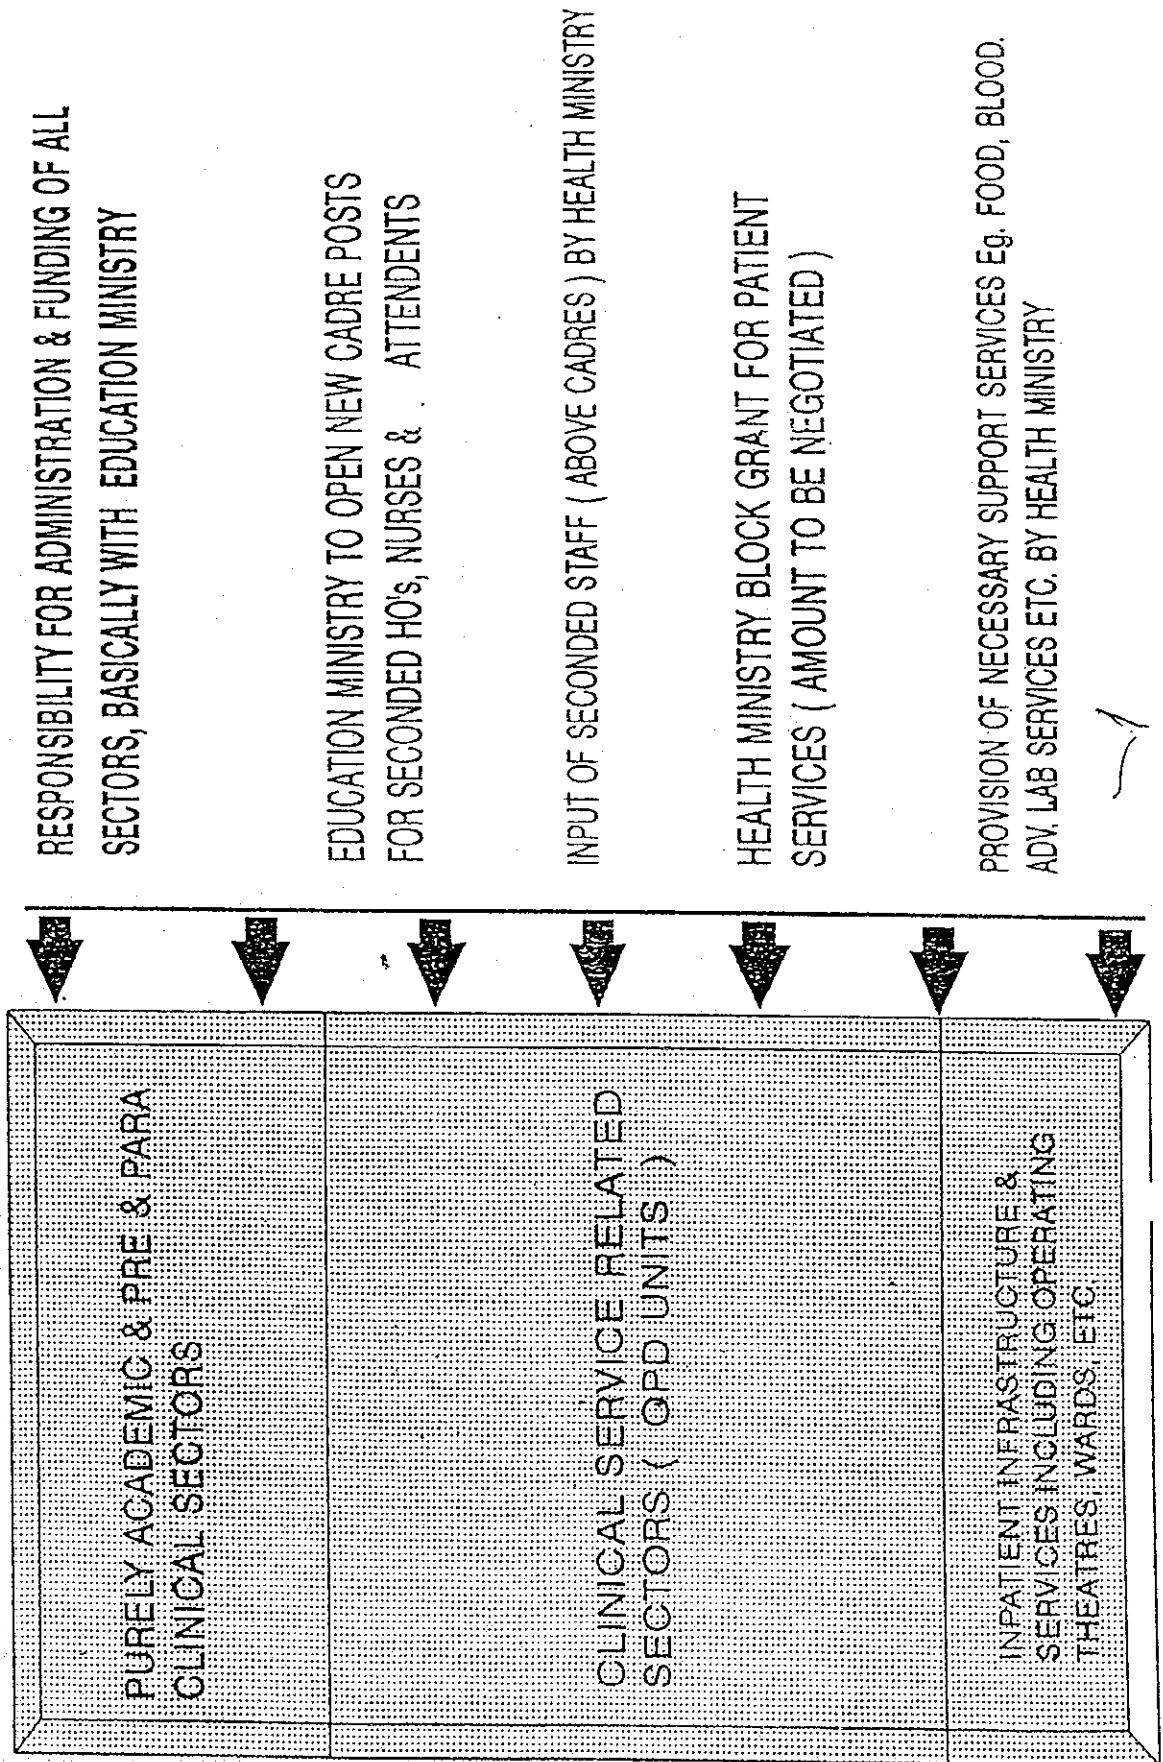 PURELY ACADEMIC & PRE & PARA
CLINICAL SECTORS
CLINICAL SERVICE RELATED
SECTORS ( OPD UNITS )
INPATIENT INFRASTRUCTURE &
SERVICES INCLUDING OPERATING
THEATRES, WARDS, ETC.
RESPONSIBILITY FOR ADMINISTRATION & FUNDING OF ALL
SECTORS, BASICALLY WITH EDUCATION MINISTRY
EDUCATION MINISTRY TO OPEN NEW CADRE POSTS
FOR SECONDED HO's, NURSES & . ATTENDENTS
INPUT OF SECONDED STAFF ( ABOVE CADRES ) BY HEALTH MINISTRY
HEALTH MINISTRY BLOCK GRANT FOR PATIENT
SERVICES ( AMOUNT TO BE NEGOTIATED )
PROVISION OF NECESSARY SUPPORT SERVICES Eg. FOOD, BLOOD.
ADV. LAB SERVICES ETC. BY HEALTH MINISTRY